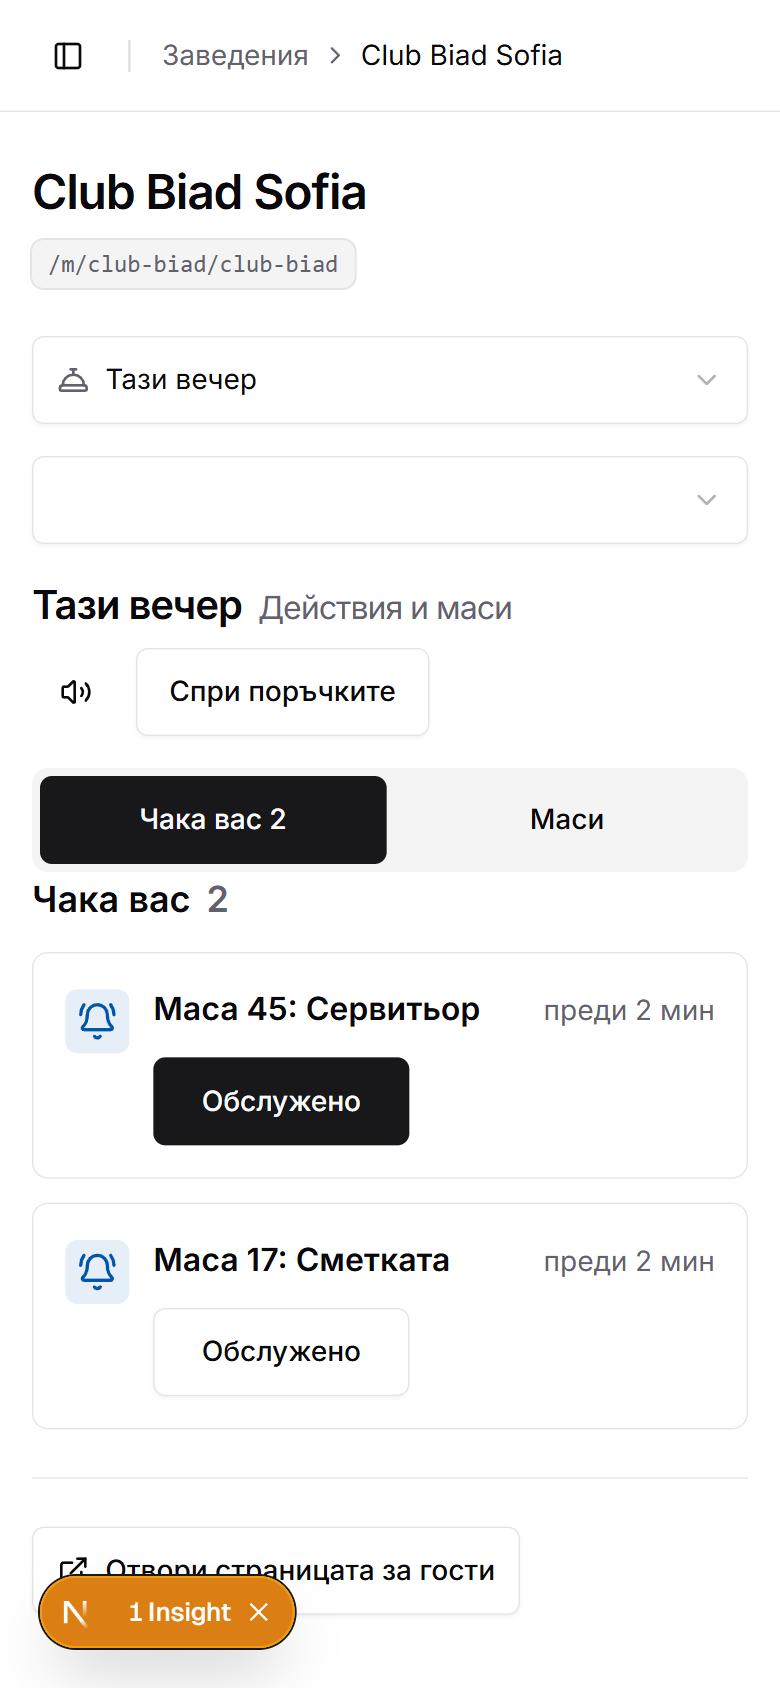 Заведения > Club Biad Sofia
Club Biad Sofia
/m/club-biad/club-biad
Тази вечер
Тази вечер Действия и маси
Спри поръчките
Чака вас 2 Маси
Чака вас 2
Маса 45: Сервитьор преди 2 мин
Обслужено
Маса 17: Сметката преди 2 мин
Обслужено
Отвори страницата за гости
N 1 Insight